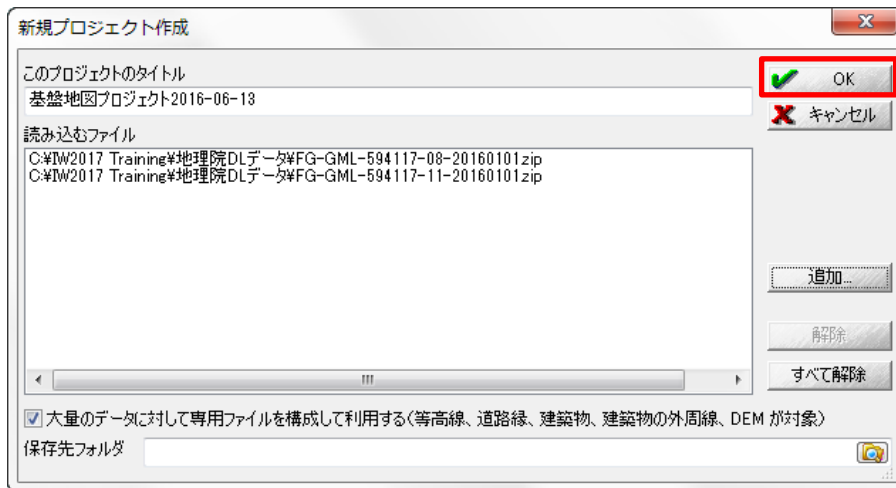 新規プロジェクト作成
このプロジェクトのタイトル
基盤地図プロジェクト2016-06-13
OK
キャンセル
読み込むファイル
C:¥IW2017 Training¥地理院DLデータ¥FG-GML-594117-08-20160101.zip
C:¥IW2017 Training¥地理院DLデータ¥FG-GML-594117-11-20160101.zip
追加...
解除
すべて解除
大量のデータに対して専用ファイルを構成して利用する(等高線、道路縁、建築物、建築物の外周線、DEM が対象)
保存先フォルダ